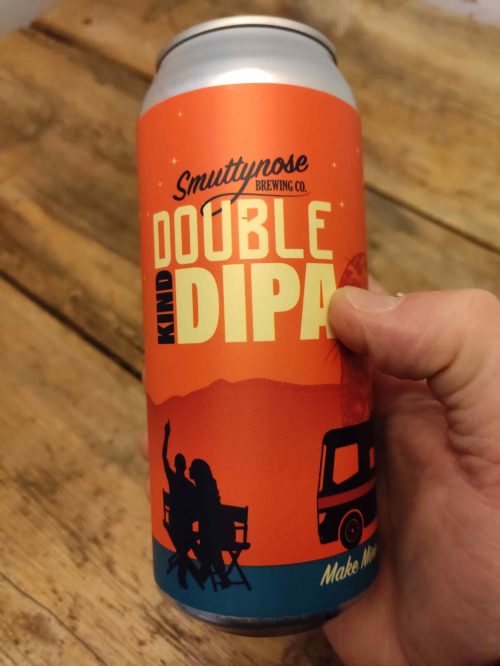 Smuttynose
BREWING CO.
DOUBLE
KIND DIPA
Make